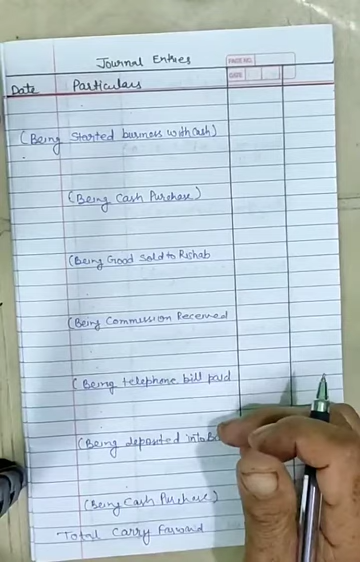 Journal Entries
PAGE NO.
DATE
Date Particulars
(Being Started business with Cash)
(Being Cash Purchase)
(Being Good Sold to Rishab
(Being Commission Received
(Being telephone bill paid
(Being deposited into
(Being Cash Purchase)
Total Carry Forward